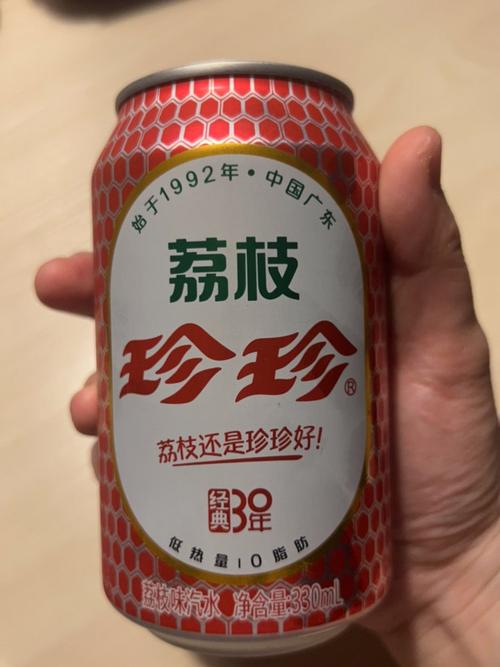 始于1992年·中国广东
荔枝
珍珍®
荔枝还是珍珍好!
经典30年
低热量|0脂肪
荔枝味汽水 净含量:330mL